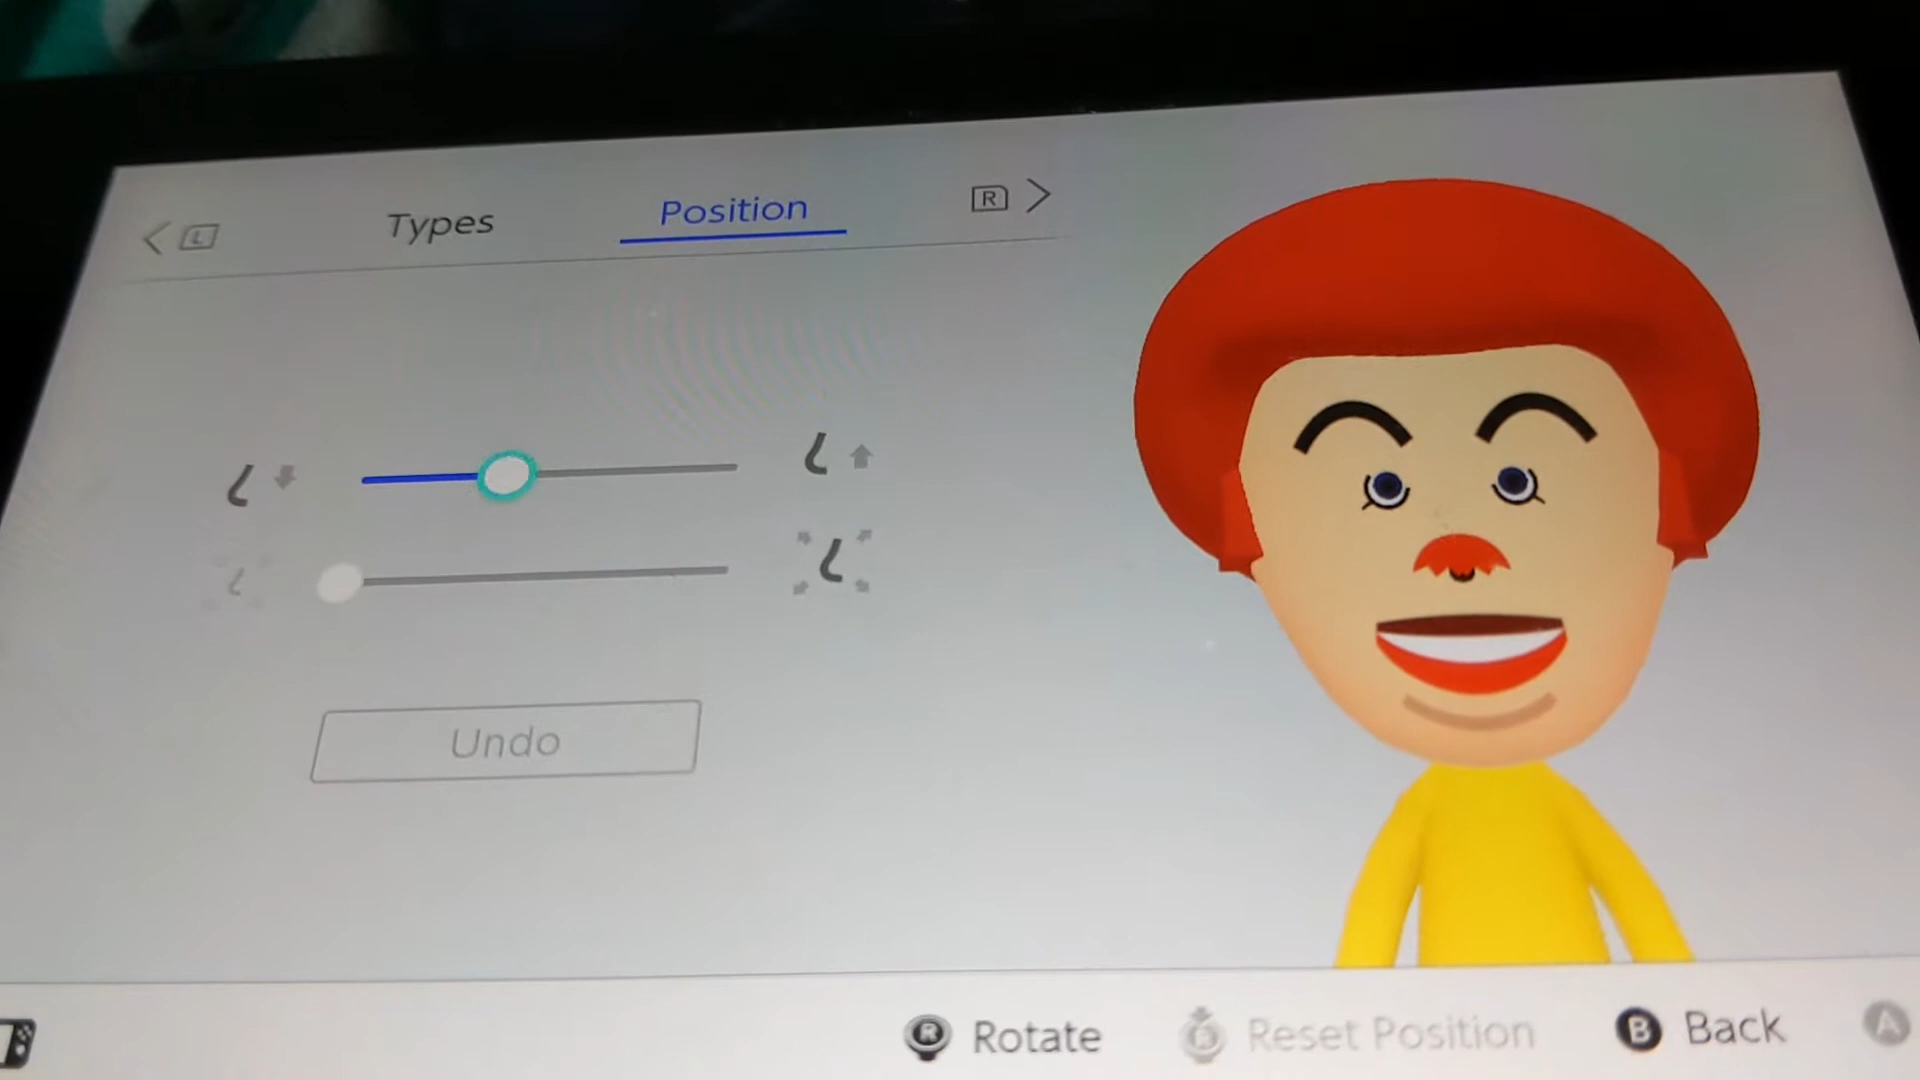 L
Types
Position
R
Undo
R Rotate
Reset Position
B Back
A